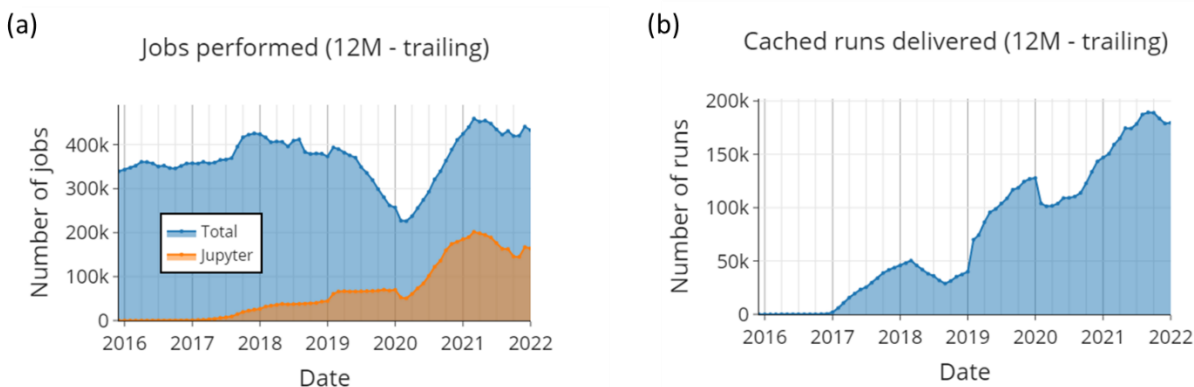 (a)
Jobs performed (12M - trailing)
Number of jobs
400k
300k
200k
100k
0
Total
Jupyter
2016 2017 2018 2019 2020 2021 2022
Date
(b)
Cached runs delivered (12M - trailing)
Number of runs
200k
150k
100k
50k
0
2016 2017 2018 2019 2020 2021 2022
Date